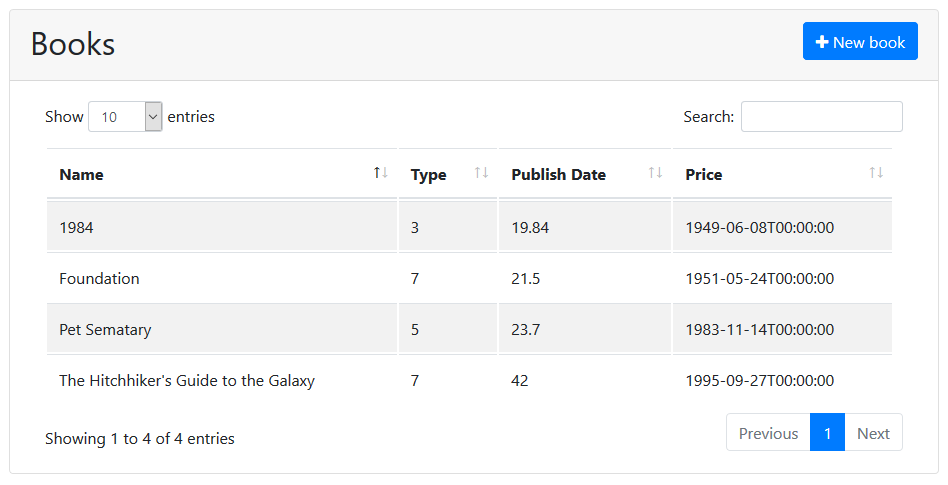 Books
New book
Show 10 entries Search:
Name Type Publish Date Price
1984 3 19.84 1949-06-08T00:00:00
Foundation 7 21.5 1951-05-24T00:00:00
Pet Sematary 5 23.7 1983-11-14T00:00:00
The Hitchhiker's Guide to the Galaxy 7 42 1995-09-27T00:00:00
Showing 1 to 4 of 4 entries Previous 1 Next